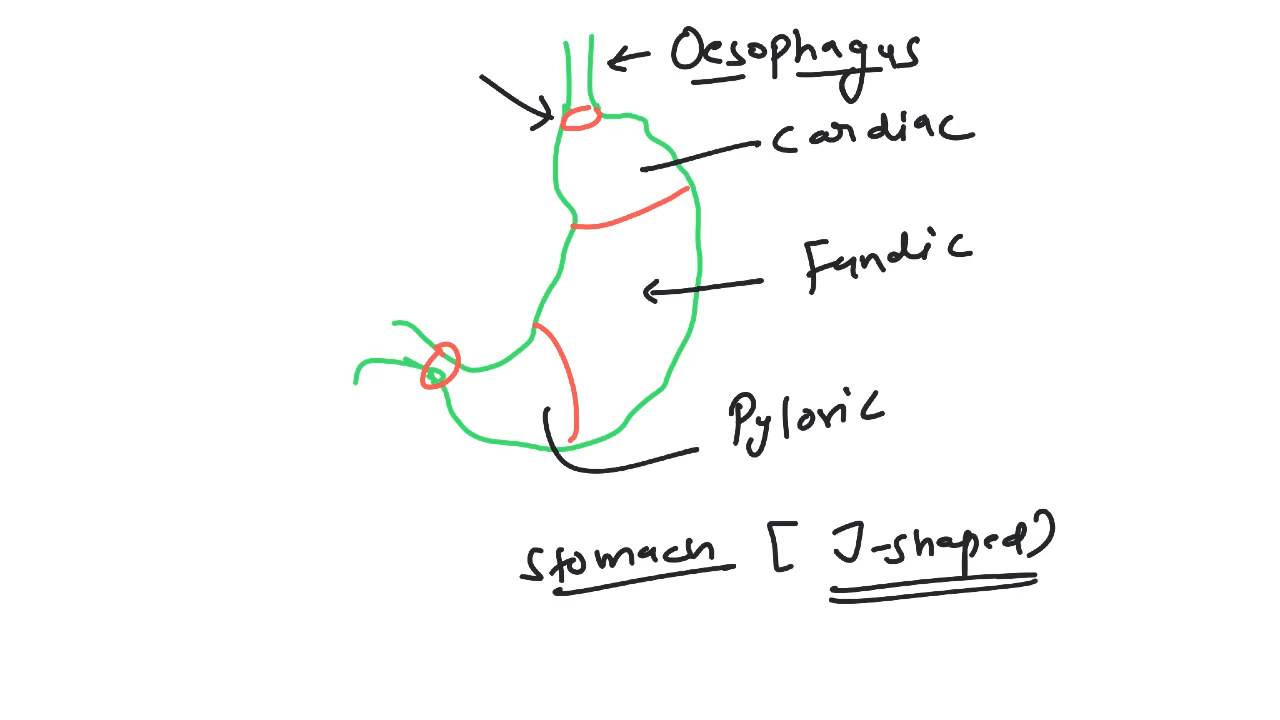 Oesophagus
cardiac
Fundic
Pyloric
stomach [ J-shaped)